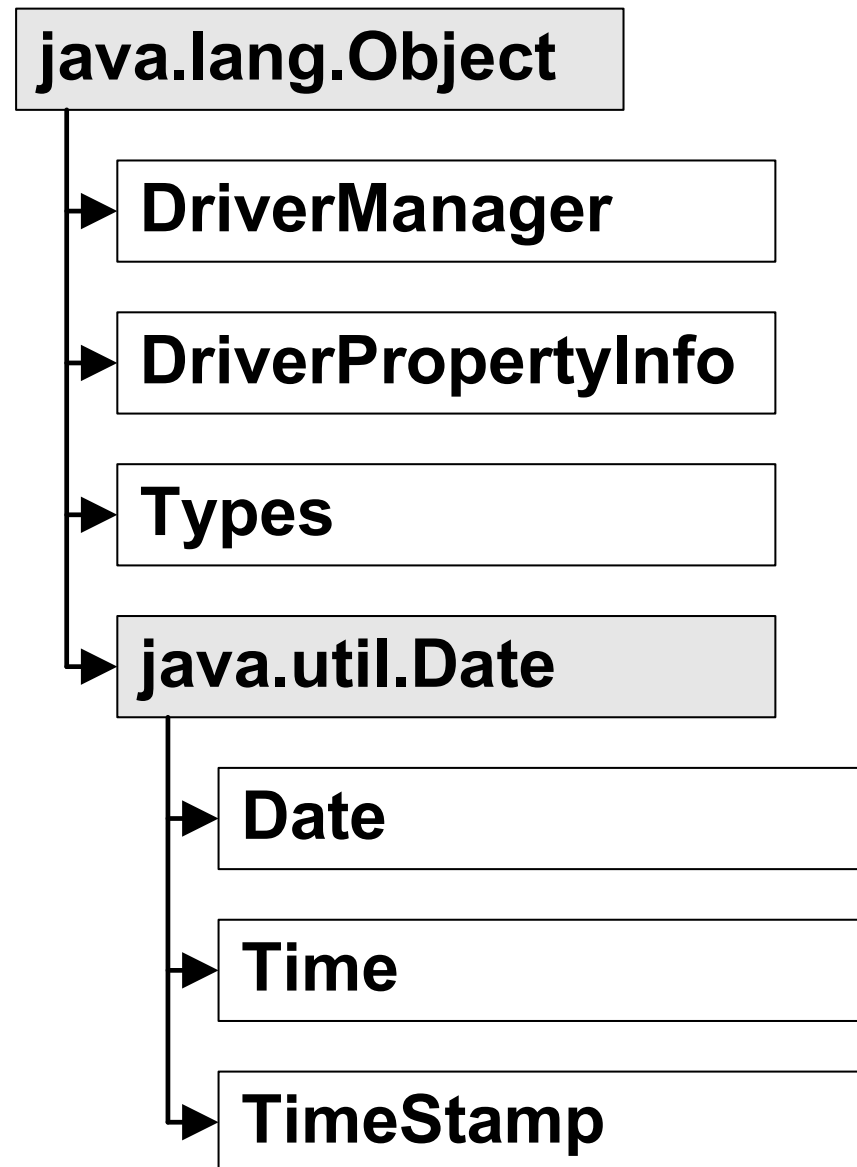 java.lang.Object
DriverManager
DriverPropertyInfo
Types
java.util.Date
Date
Time
TimeStamp